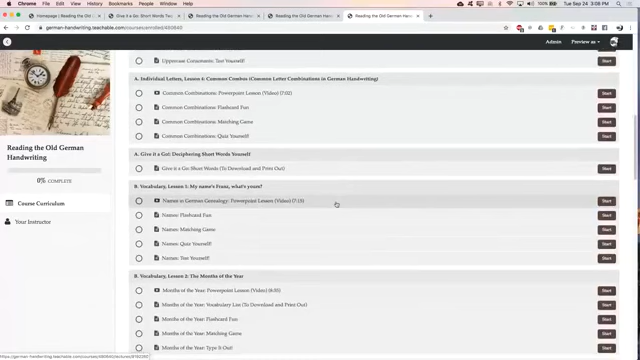 Chrome File Edit View History Bookmarks People Window Help
Tue Sep 24 3:08 PM
Homepage | Reading the Old
Give it a Go: Short Words
Reading the Old German Hand
Reading the Old German Hand
Reading the Old German Hand
german-handwriting.teachable.com/courses/enrolled/
Admin Preview as
Uppercase Consonants: Test Yourself! Start
A. Individual Letters, Lesson 4: Common Combos (Common Letter Combinations in German Handwriting)
Common Combinations: Powerpoint Lesson (Video) (7:02) Start
Common Combinations: Flashcard Fun Start
Common Combinations: Matching Game Start
Common Combinations: Quiz Yourself! Start
Reading the Old German Handwriting
0% COMPLETE
Course Curriculum
Your Instructor
A. Give it a Go!: Deciphering Short Words Yourself
Give it a Go: Short Words (To Download and Print Out) Start
B. Vocabulary, Lesson 1: My name's Franz, what's yours?
Names in German Genealogy: Powerpoint Lesson (Video) Start
Names: Flashcard Fun Start
Names: Matching Game Start
Names: Quiz Yourself! Start
Names: Test Yourself! Start
B. Vocabulary, Lesson 2: The Months of the Year
Months of the Year: Powerpoint Lesson (Video) Start
Months of the Year: Vocabulary List (To Download and Print Out) Start
Months of the Year: Flashcard Fun Start
Months of the Year: Matching Game Start
Months of the Year: Type It Out! Start